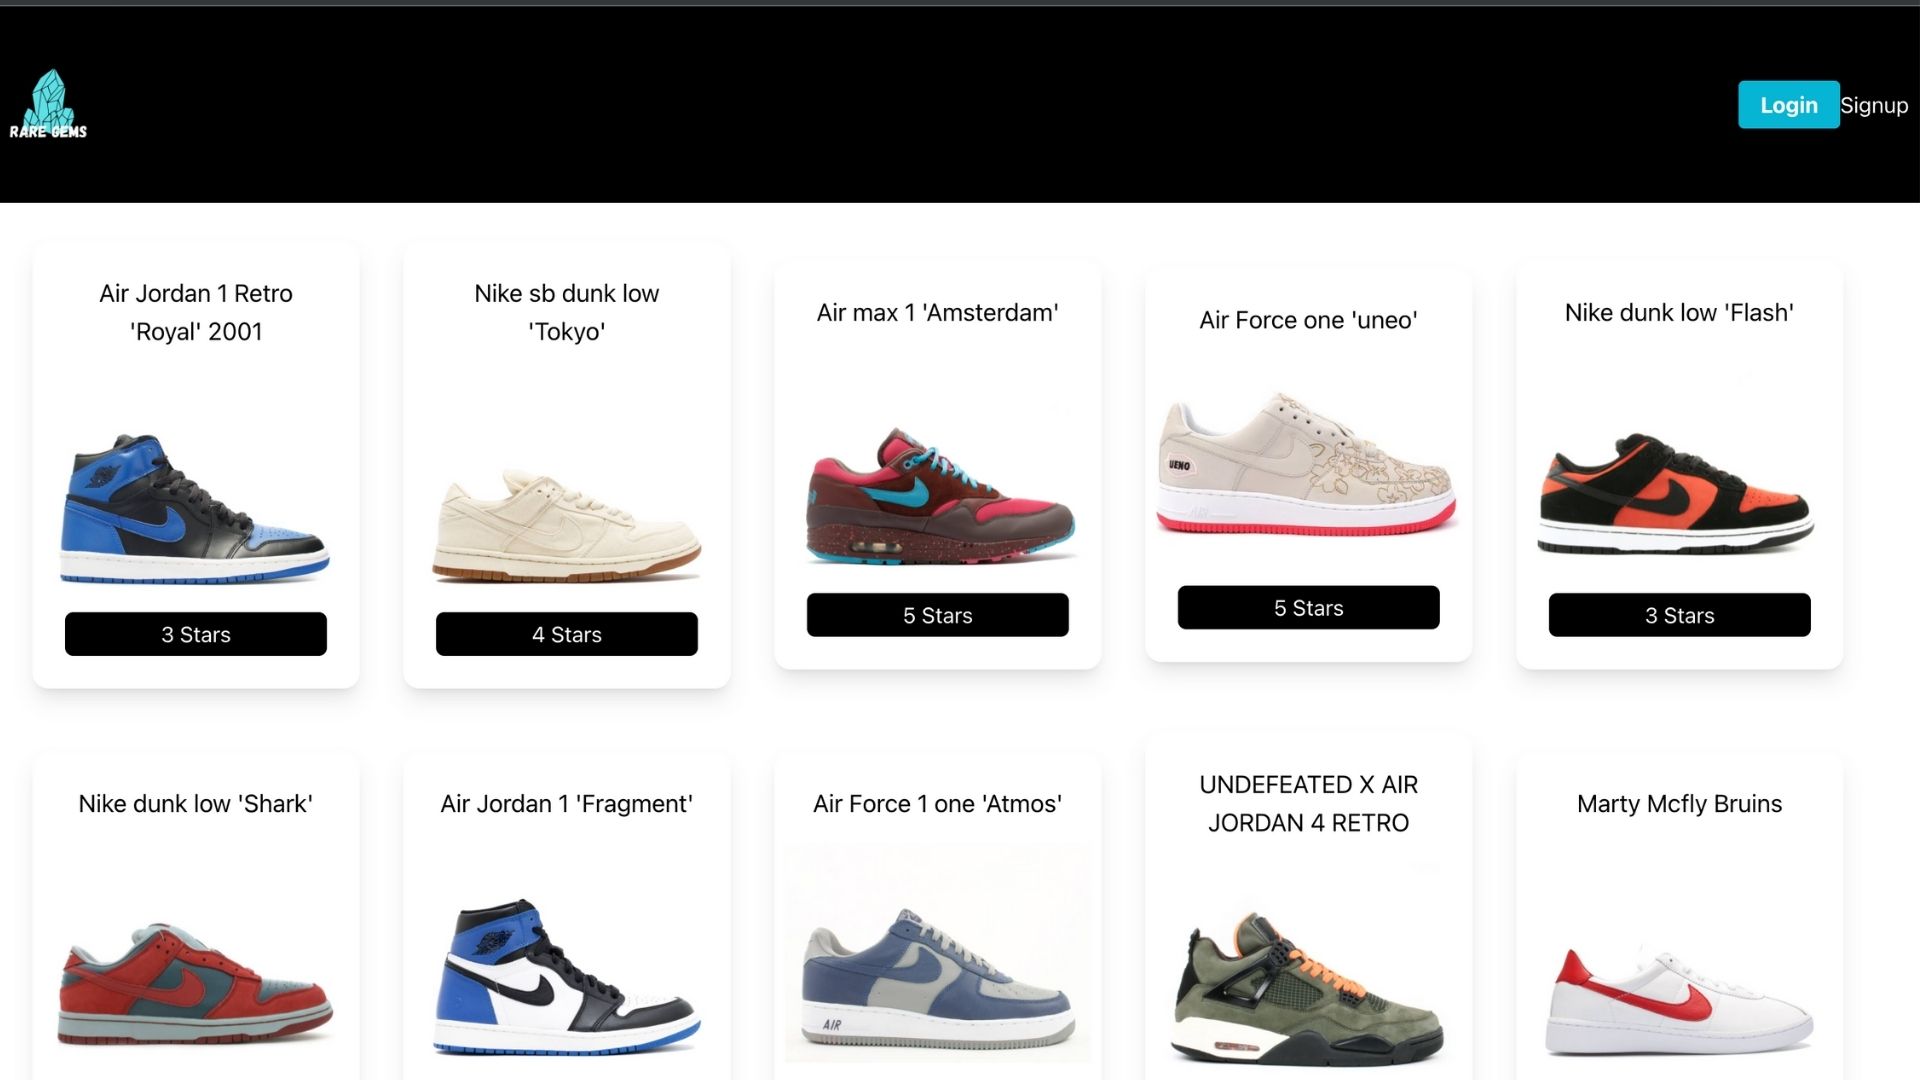 RARE GEMS
Login
Signup
Air Jordan 1 Retro
'Royal' 2001
3 Stars
Nike sb dunk low
'Tokyo'
4 Stars
Air max 1 'Amsterdam'
5 Stars
Air Force one 'uneo'
UENO
AIR
5 Stars
Nike dunk low 'Flash'
3 Stars
Nike dunk low 'Shark'
Air Jordan 1 'Fragment'
Air Force 1 one 'Atmos'
AIR
UNDEFEATED X AIR
JORDAN 4 RETRO
Marty Mcfly Bruins